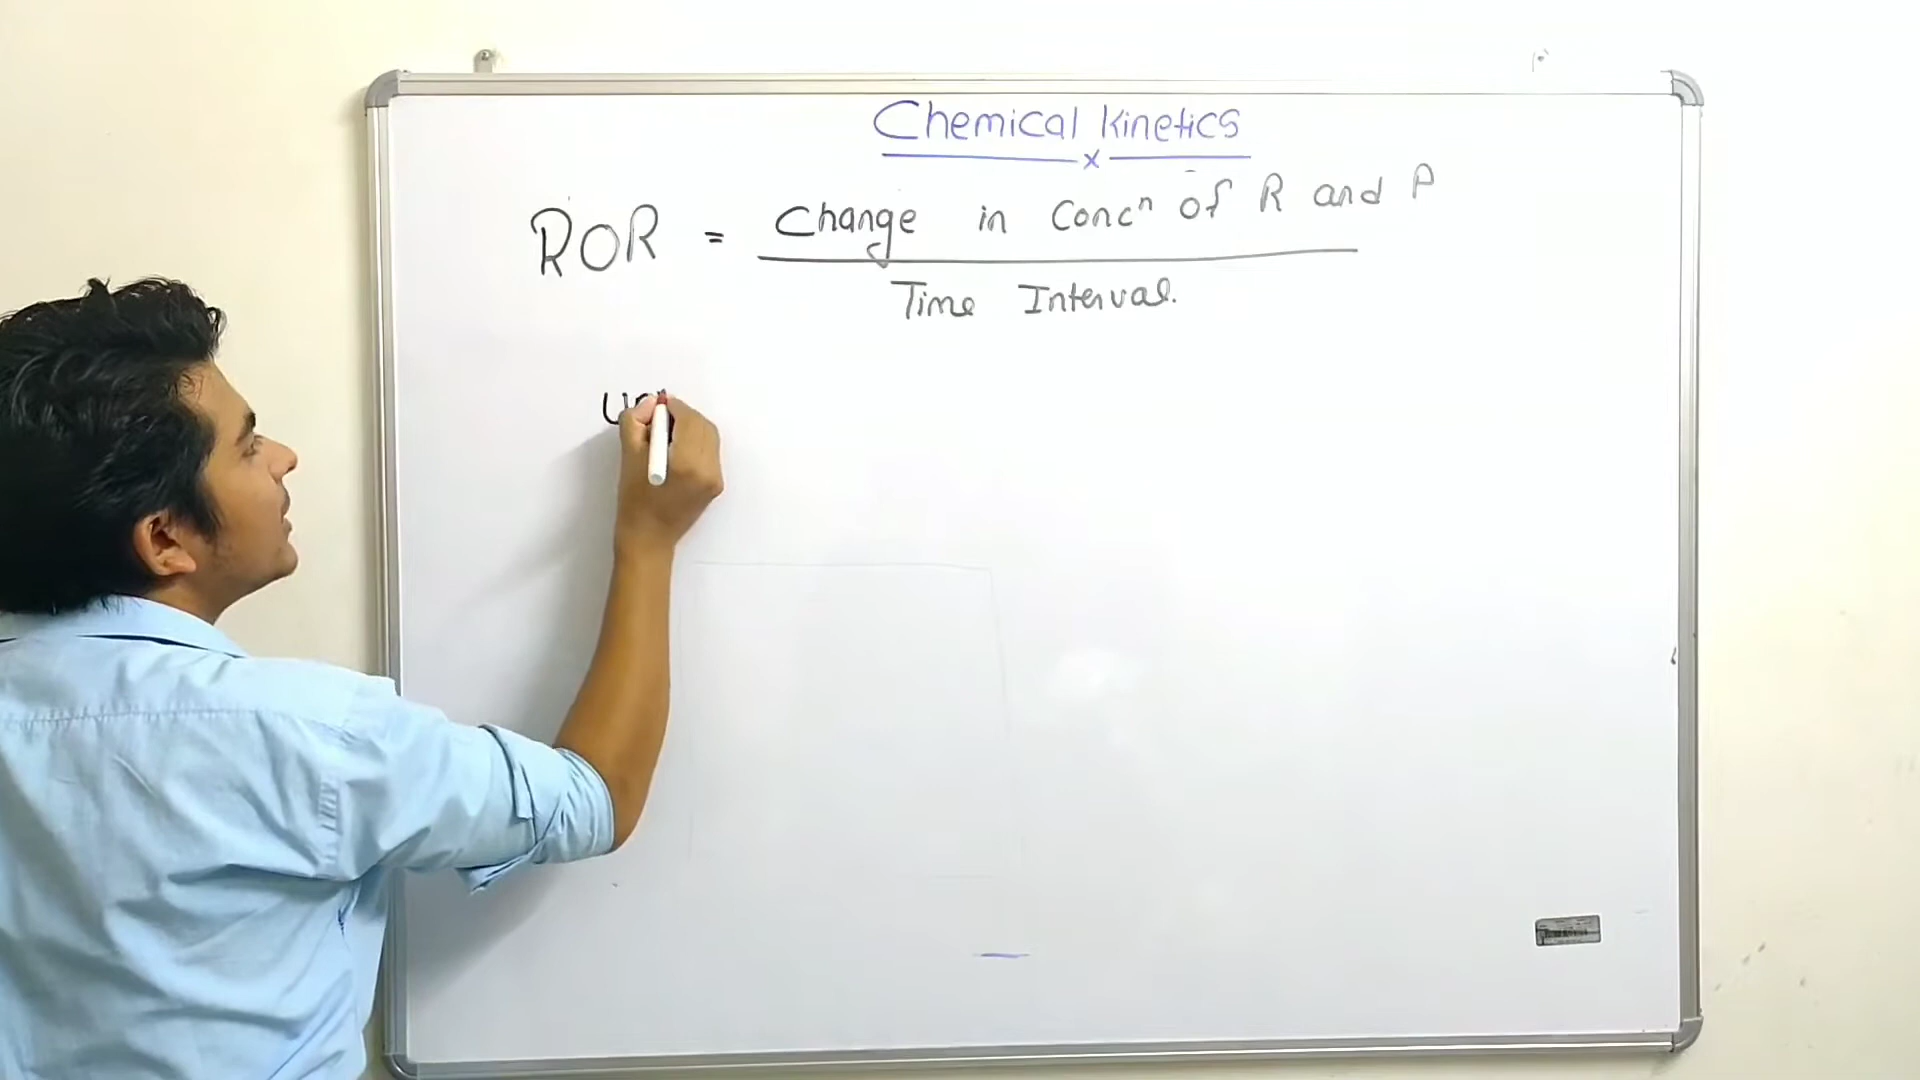 Chemical Kinetics
x
ROR = Change in Concⁿ of R and P
Time Interval.